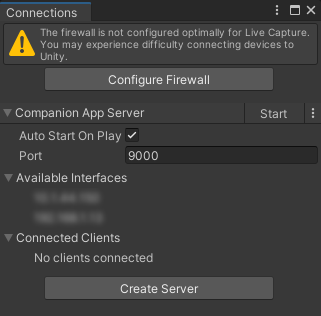 Connections
The firewall is not configured optimally for Live Capture.
You may experience difficulty connecting devices to
Unity.
Configure Firewall
Companion App Server
Start
Auto Start On Play
Port
9000
Available Interfaces
Connected Clients
No clients connected
Create Server